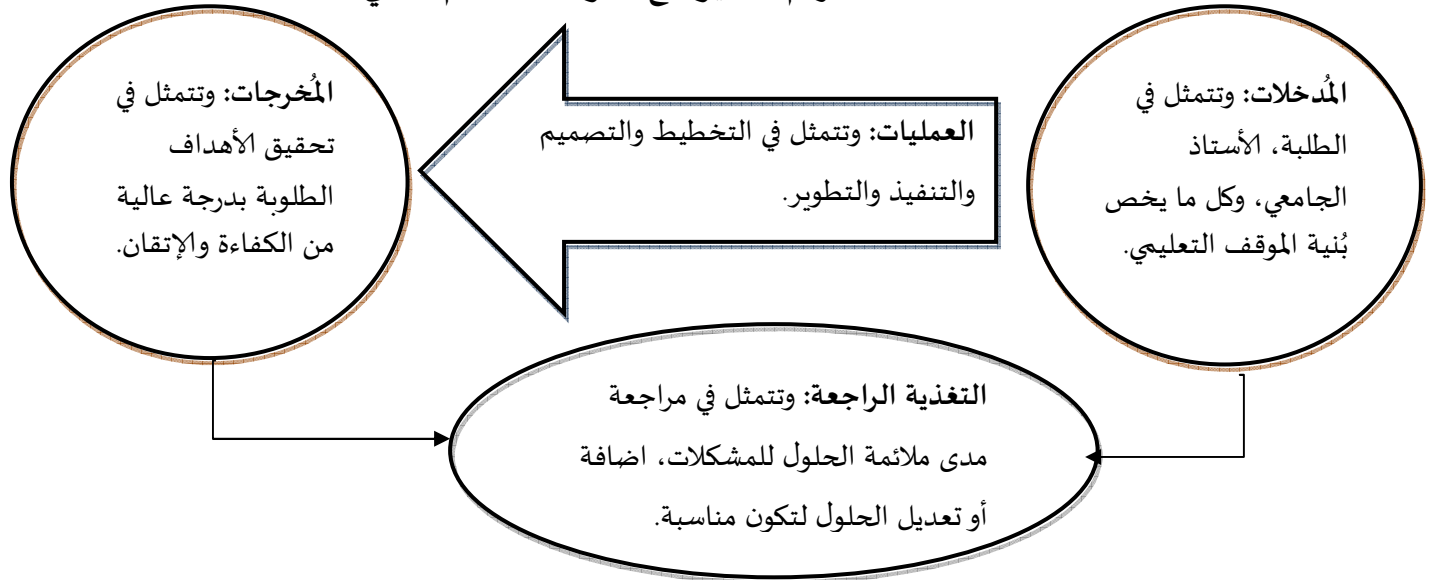 المُدخلات: وتتمثل في
الطلبة، الأستاذ
الجامعي، وكل ما يخص
بُنية الموقف التعليمي.
العمليات: وتتمثل في التخطيط والتصميم
والتنفيذ والتطوير.
المُخرجات: وتتمثل في
تحقيق الأهداف
الطلوبة بدرجة عالية
من الكفاءة والإتقان.
التغذية الراجعة: وتتمثل في مراجعة
مدى ملائمة الحلول للمشكلات، اضافة
أو تعديل الحلول لتكون مناسبة.